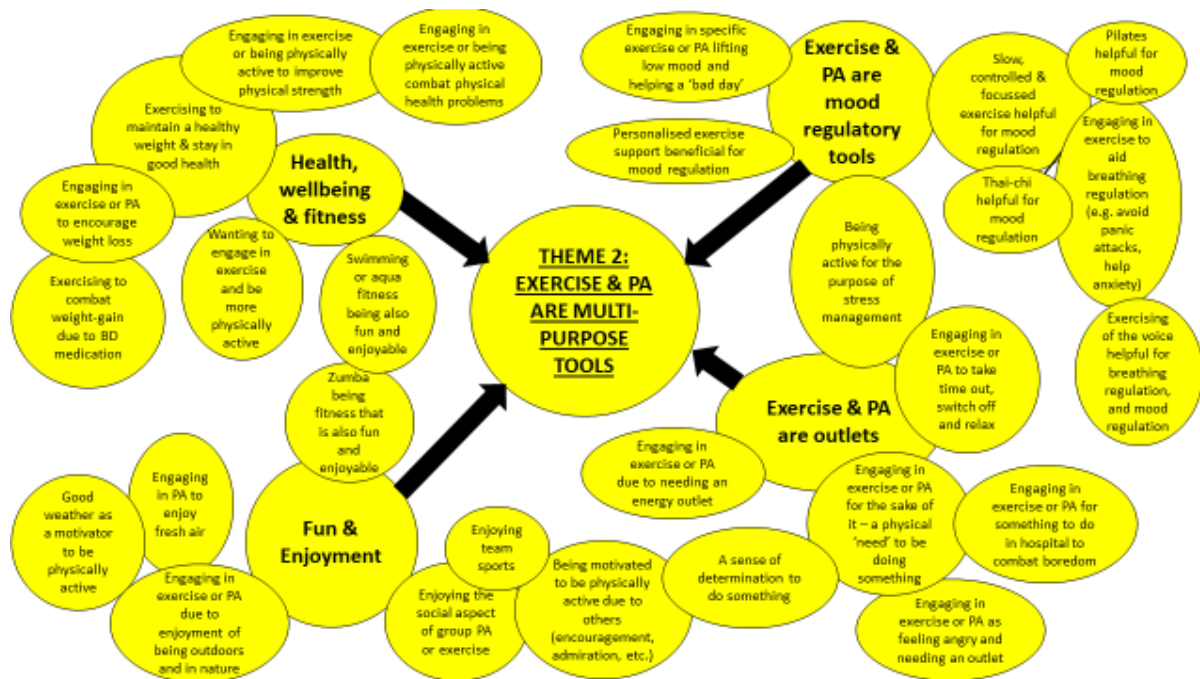 Engaging in exercise
or being physically
active to improve
physical strength
Engaging in
exercise or being
physically active
combat physical
health problems
Exercising to
maintain a healthy
weight & stay in
good health
Health,
wellbeing
& fitness
Engaging in
exercise or PA
to encourage
weight loss
Exercising to
combat
weight-gain
due to BD
medication
Wanting to
engage in
exercise and
be more
physically
active
Swimming
or aqua
fitness
being also
fun and
enjoyable
Engaging in specific
exercise or PA lifting
low mood and
helping a ‘bad day’
Exercise &
PA are
mood
regulatory
tools
Personalised exercise
support beneficial for
mood regulation
Slow,
controlled &
focussed
exercise helpful
for mood
regulation
Pilates
helpful for
mood
regulation
Thai-chi
helpful for
mood
regulation
Engaging in
exercise to
aid
breathing
regulation
(e.g. avoid
panic
attacks,
help
anxiety)
Exercising
of the voice
helpful for
breathing
regulation,
and mood
regulation
Being
physically
active for the
purpose of
stress
management
THEME 2:
EXERCISE & PA
ARE MULTI-
PURPOSE
TOOLS
Engaging in
exercise or
PA to take
time out,
switch off
and relax
Exercise & PA
are outlets
Engaging in
exercise or PA
due to needing an
energy outlet
Engaging in
exercise or PA
for the sake of
it – a physical
‘need’ to be
doing
something
Engaging in
exercise or PA for
something to do
in hospital to
combat boredom
Engaging in
exercise or PA as
feeling angry and
needing an outlet
A sense of
determination to
do something
Being motivated
to be physically
active due to
others
(encouragement,
admiration, etc.)
Enjoying
team
sports
Enjoying the
social aspect
of group PA
or exercise
Zumba
being
fitness that
is also fun
and
enjoyable
Fun &
Enjoyment
Engaging
in PA to
enjoy
fresh air
Good
weather as
a motivator
to be
physically
active
Engaging in
exercise or PA
due to
enjoyment of
being outdoors
and in nature